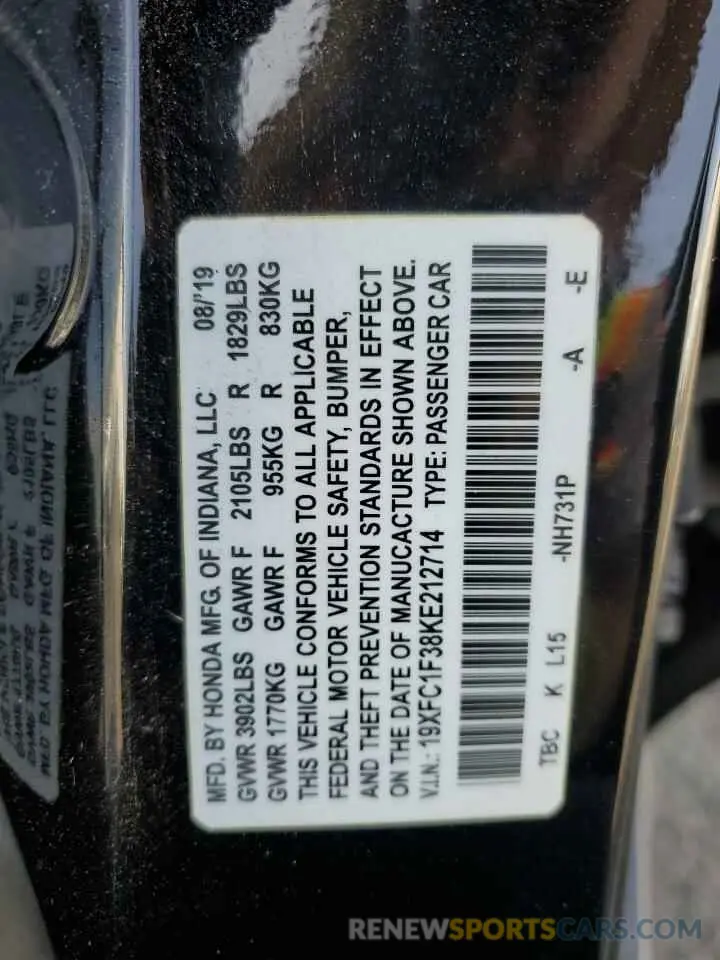 MFD. BY HONDA MFG. OF INDIANA, LLC 08/'19
GVWR 3902LBS GAWR F 2105LBS R 1829LBS
GVWR 1770KG GAWR F 955KG R 830KG
THIS VEHICLE CONFORMS TO ALL APPLICABLE
FEDERAL MOTOR VEHICLE SAFETY, BUMPER,
AND THEFT PREVENTION STANDARDS IN EFFECT
ON THE DATE OF MANUCACTURE SHOWN ABOVE.
V.I.N.: 19XFC1F38KE212714 TYPE: PASSENGER CAR
TBC K L15 -NH731P -A -E
RENEWSPORTSCARS.COM